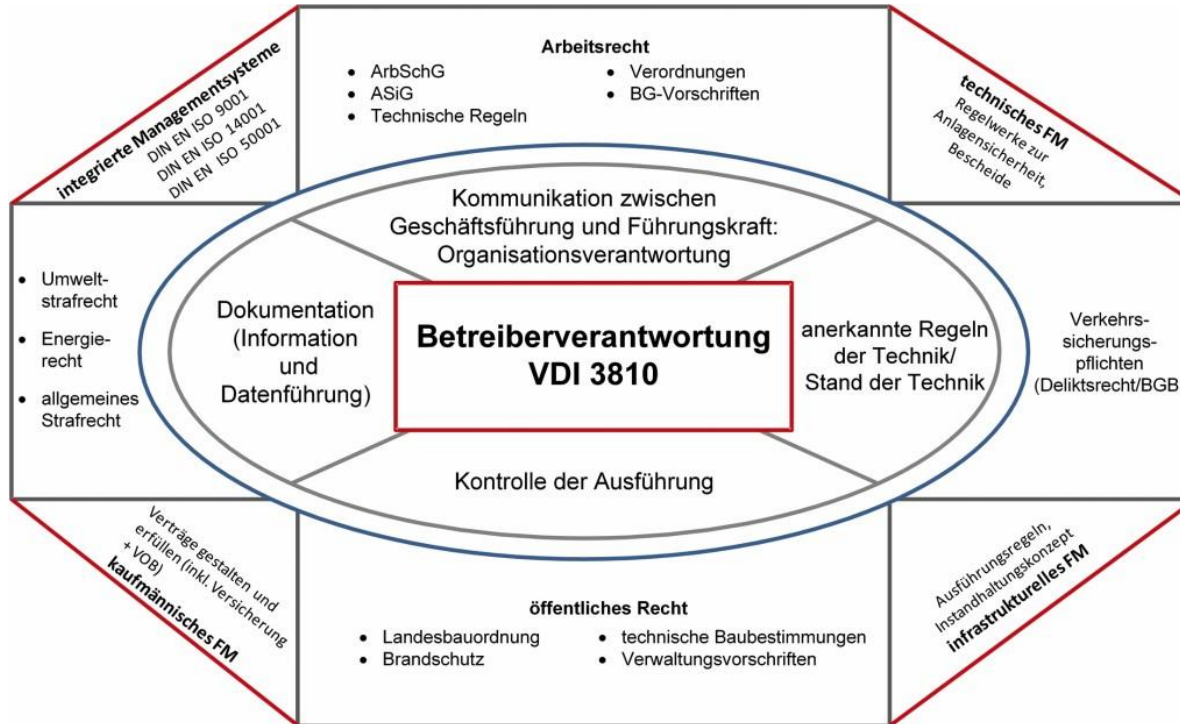 integrierte Managementsysteme
DIN EN ISO 9001
DIN EN ISO 14001
DIN EN ISO 50001
Arbeitsrecht
• ArbSchG
• ASiG
• Technische Regeln
• Verordnungen
• BG-Vorschriften
technisches FM
Regelwerke zur
Anlagensicherheit,
Bescheide
Kommunikation zwischen
Geschäftsführung und Führungskraft:
Organisationsverantwortung
• Umwelt-
strafrecht
• Energie-
recht
• allgemeines
Strafrecht
Dokumentation
(Information
und
Datenführung)
Betreiberverantwortung
VDI 3810
anerkannte Regeln
der Technik/
Stand der Technik
Verkehrs-
sicherungs-
pflichten
(Deliktsrecht/BGB
Kontrolle der Ausführung
Verträge gestalten und
erfüllen (inkl. Versicherung
+ VOB)
kaufmännisches FM
öffentliches Recht
• Landesbauordnung
• Brandschutz
• technische Baubestimmungen
• Verwaltungsvorschriften
Ausführungsregeln,
Instandhaltungskonzept
infrastrukturelles FM